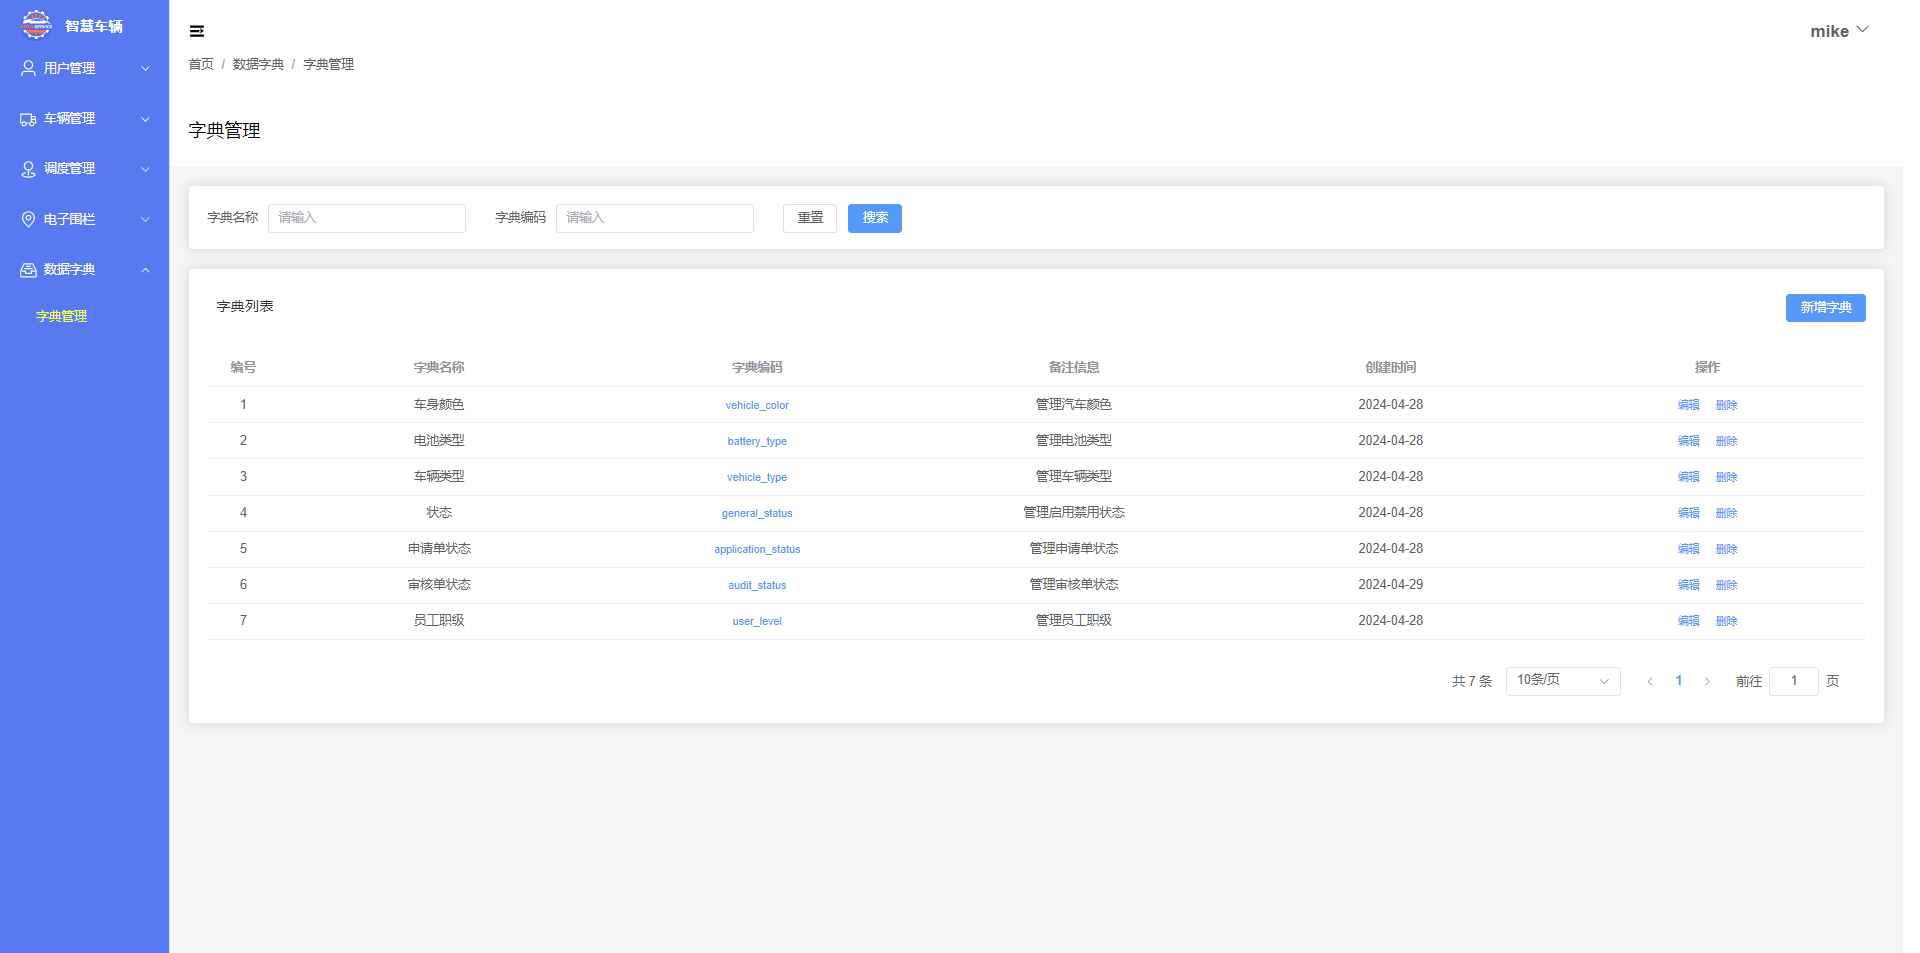 智慧车辆
用户管理
车辆管理
调度管理
电子围栏
数据字典
字典管理
mike
首页 / 数据字典 / 字典管理
字典管理
字典名称 请输入 字典编码 请输入 重置 搜索
字典列表 新增字典
编号 字典名称 字典编码 备注信息 创建时间 操作
1 车身颜色 vehicle_color 管理汽车颜色 2024-04-28 编辑 删除
2 电池类型 battery_type 管理电池类型 2024-04-28 编辑 删除
3 车辆类型 vehicle_type 管理车辆类型 2024-04-28 编辑 删除
4 状态 general_status 管理启用禁用状态 2024-04-28 编辑 删除
5 申请单状态 application_status 管理申请单状态 2024-04-28 编辑 删除
6 审核单状态 audit_status 管理审核单状态 2024-04-29 编辑 删除
7 员工职级 user_level 管理员工职级 2024-04-28 编辑 删除
共 7 条 10条/页 1 前往 1 页